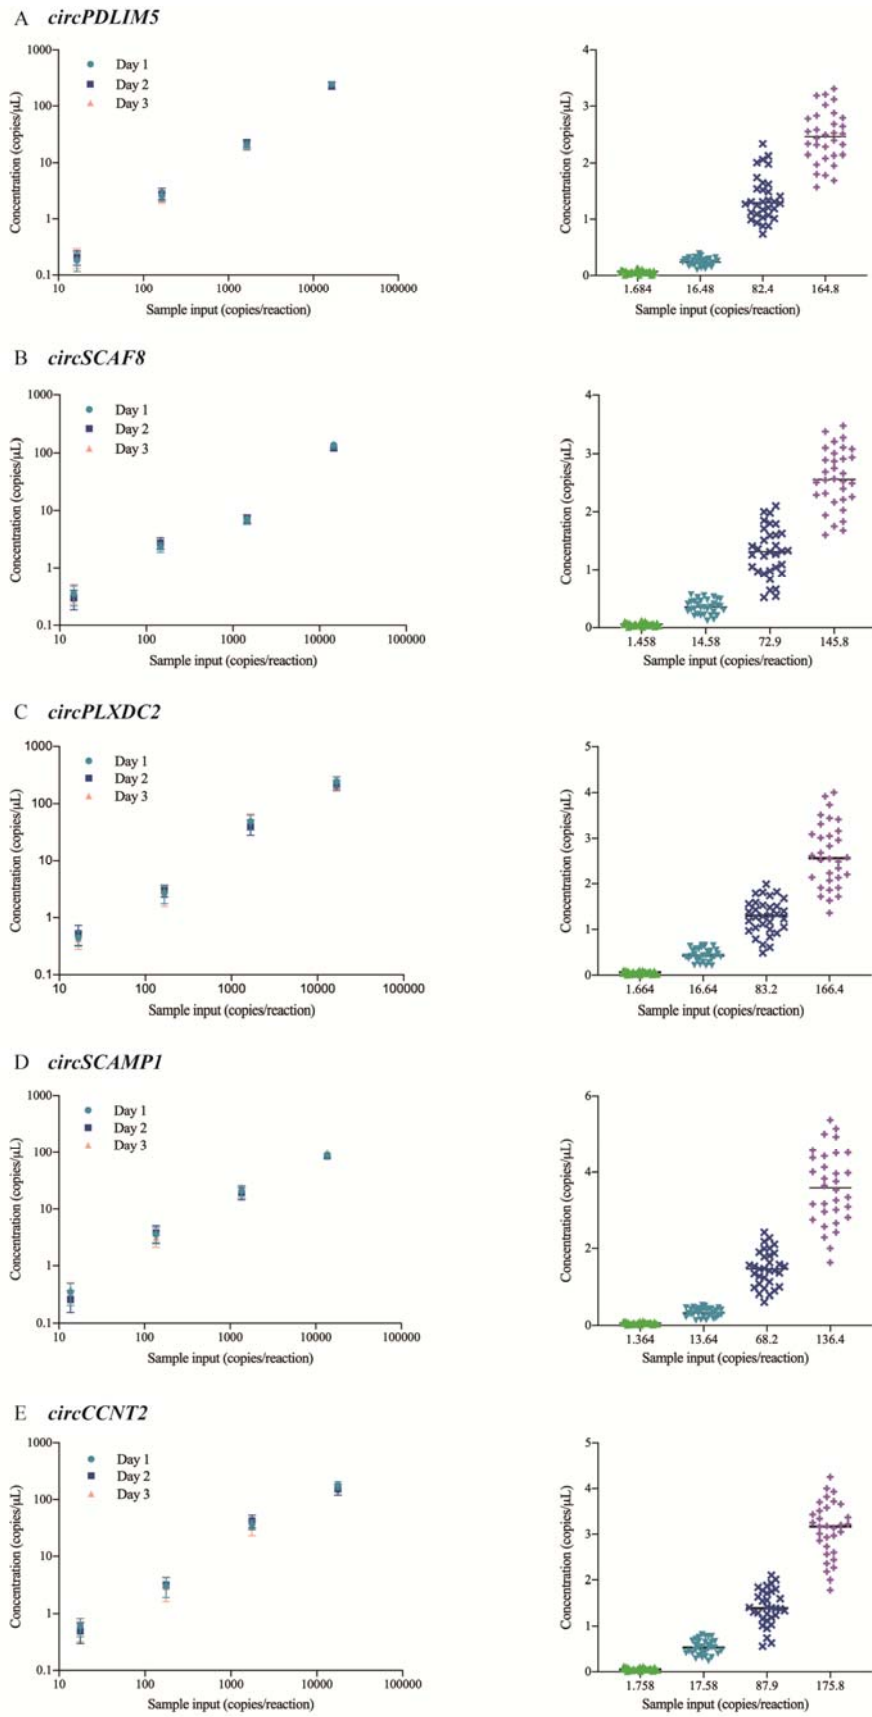 A circPDLIM5
1000
100
10
1
0.1
10 100 1000 10000 100000
Concentration (copies/μL)
Sample input (copies/reaction)
Day 1
Day 2
Day 3
4
3
2
1
0
1.684 16.48 82.4 164.8
Concentration (copies/μL)
Sample input (copies/reaction)
B circSCAF8
1000
100
10
1
0.1
10 100 1000 10000 100000
Concentration (copies/μL)
Sample input (copies/reaction)
Day 1
Day 2
Day 3
4
3
2
1
0
1.458 14.58 72.9 145.8
Concentration (copies/μL)
Sample input (copies/reaction)
C circPLXDC2
1000
100
10
1
0.1
10 100 1000 10000 100000
Concentration (copies/μL)
Sample input (copies/reaction)
Day 1
Day 2
Day 3
5
4
3
2
1
0
1.664 16.64 83.2 166.4
Concentration (copies/μL)
Sample input (copies/reaction)
D circSCAMP1
1000
100
10
1
0.1
10 100 1000 10000 100000
Concentration (copies/μL)
Sample input (copies/reaction)
Day 1
Day 2
Day 3
6
4
2
0
1.364 13.64 68.2 136.4
Concentration (copies/μL)
Sample input (copies/reaction)
E circCCNT2
1000
100
10
1
0.1
10 100 1000 10000 100000
Concentration (copies/μL)
Sample input (copies/reaction)
Day 1
Day 2
Day 3
5
4
3
2
1
0
1.758 17.58 87.9 175.8
Concentration (copies/μL)
Sample input (copies/reaction)